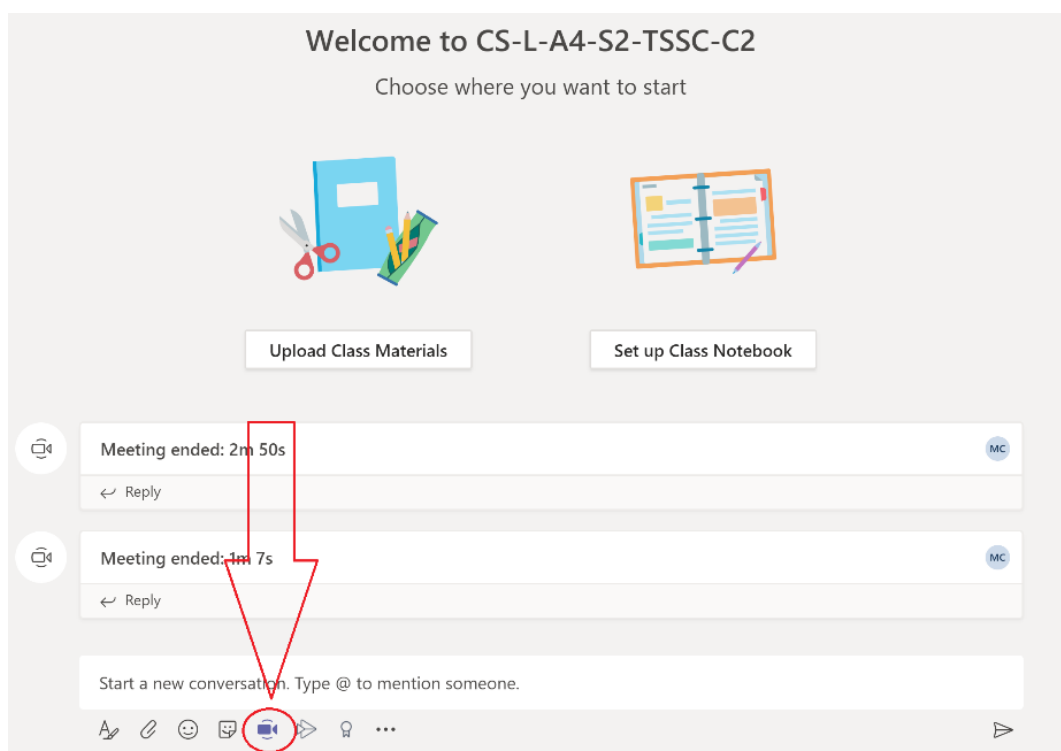 Welcome to CS-L-A4-S2-TSSC-C2
Choose where you want to start
Upload Class Materials
Set up Class Notebook
Meeting ended: 2m 50s
MC
Reply
Meeting ended: 1m 7s
MC
Reply
Start a new conversation. Type @ to mention someone.